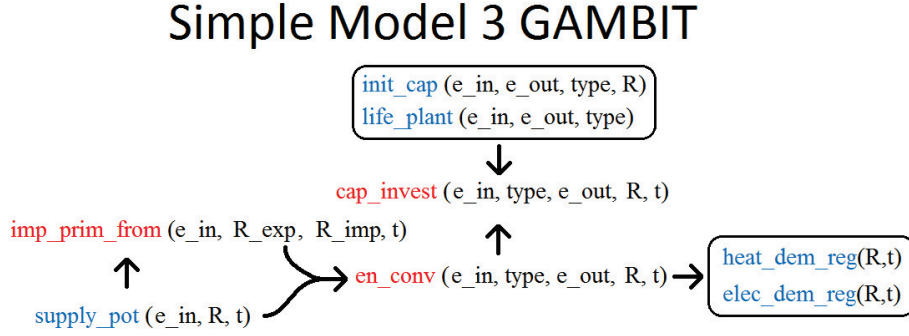 Simple Model 3 GAMBIT
init_cap (e_in, e_out, type, R)
life_plant (e_in, e_out, type)
cap_invest (e_in, type, e_out, R, t)
imp_prim_from (e_in, R_exp, R_imp, t)
en_conv (e_in, type, e_out, R, t)
heat_dem_reg(R,t)
elec_dem_reg(R,t)
supply_pot (e_in, R, t)